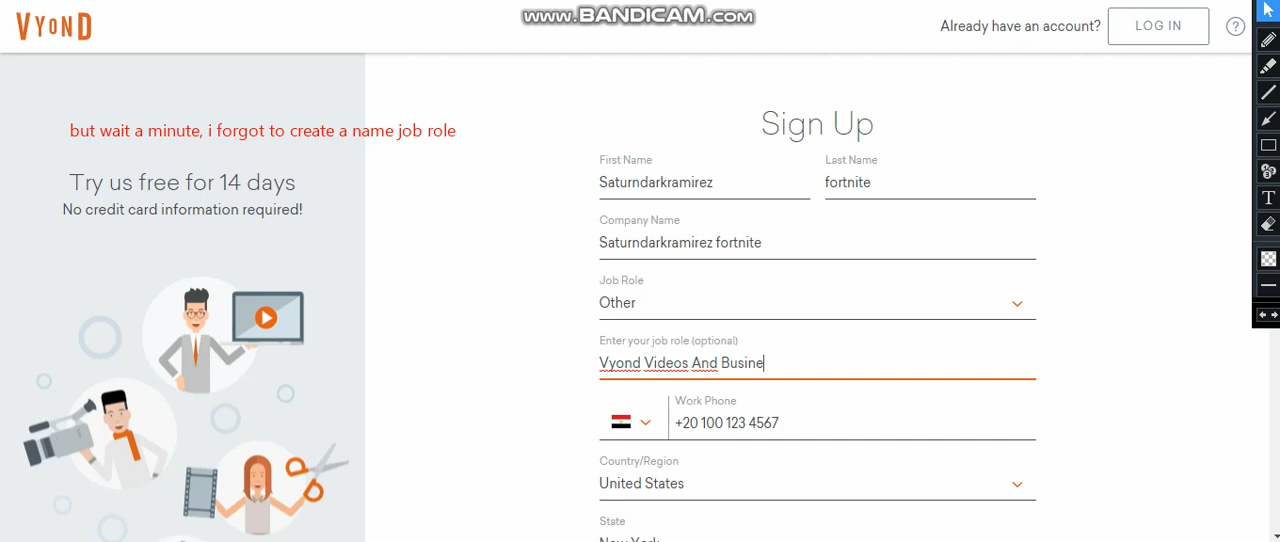 VYOND
www.BANDICAM.com
Already have an account?
LOG IN
?
but wait a minute, i forgot to create a name job role
Try us free for 14 days
No credit card information required!
Sign Up
First Name
Last Name
Saturndarkramirez
fortnite
Company Name
Saturndarkramirez fortnite
Job Role
Other
Enter your job role (optional)
Vyond Videos And Busine
Work Phone
+20 100 123 4567
Country/Region
United States
State
New York
T